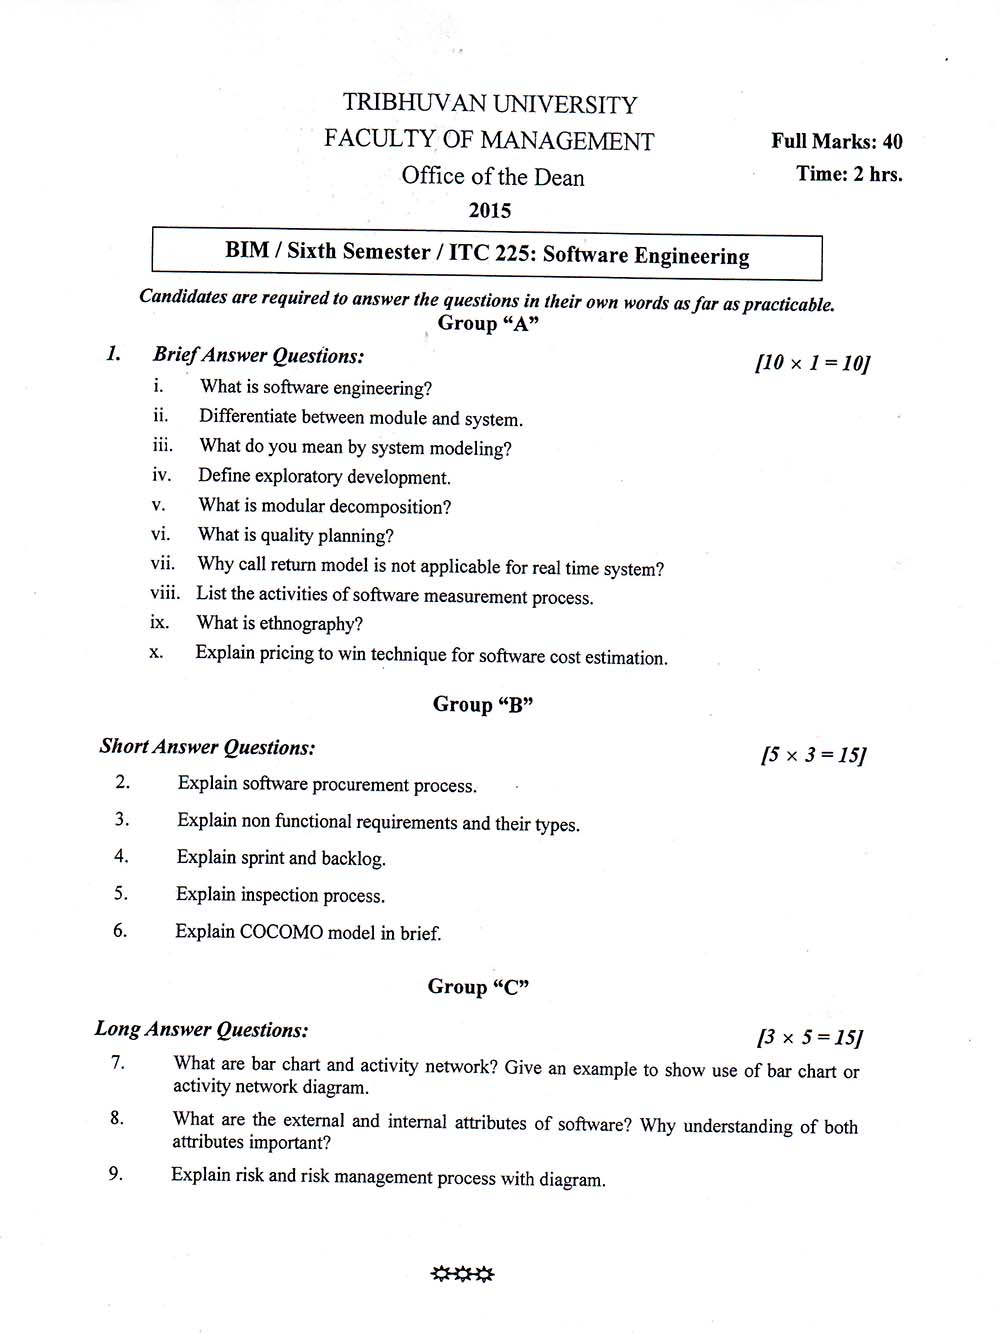 TRIBHUVAN UNIVERSITY
FACULTY OF MANAGEMENT
Office of the Dean
2015
Full Marks: 40
Time: 2 hrs.
BIM / Sixth Semester / ITC 225: Software Engineering
Candidates are required to answer the questions in their own words as far as practicable.
Group “A”
1. Brief Answer Questions: [10 × 1 = 10]
i. What is software engineering?
ii. Differentiate between module and system.
iii. What do you mean by system modeling?
iv. Define exploratory development.
v. What is modular decomposition?
vi. What is quality planning?
vii. Why call return model is not applicable for real time system?
viii. List the activities of software measurement process.
ix. What is ethnography?
x. Explain pricing to win technique for software cost estimation.
Group “B”
Short Answer Questions: [5 × 3 = 15]
2. Explain software procurement process.
3. Explain non functional requirements and their types.
4. Explain sprint and backlog.
5. Explain inspection process.
6. Explain COCOMO model in brief.
Group “C”
Long Answer Questions: [3 × 5 = 15]
7. What are bar chart and activity network? Give an example to show use of bar chart or
activity network diagram.
8. What are the external and internal attributes of software? Why understanding of both
attributes important?
9. Explain risk and risk management process with diagram.